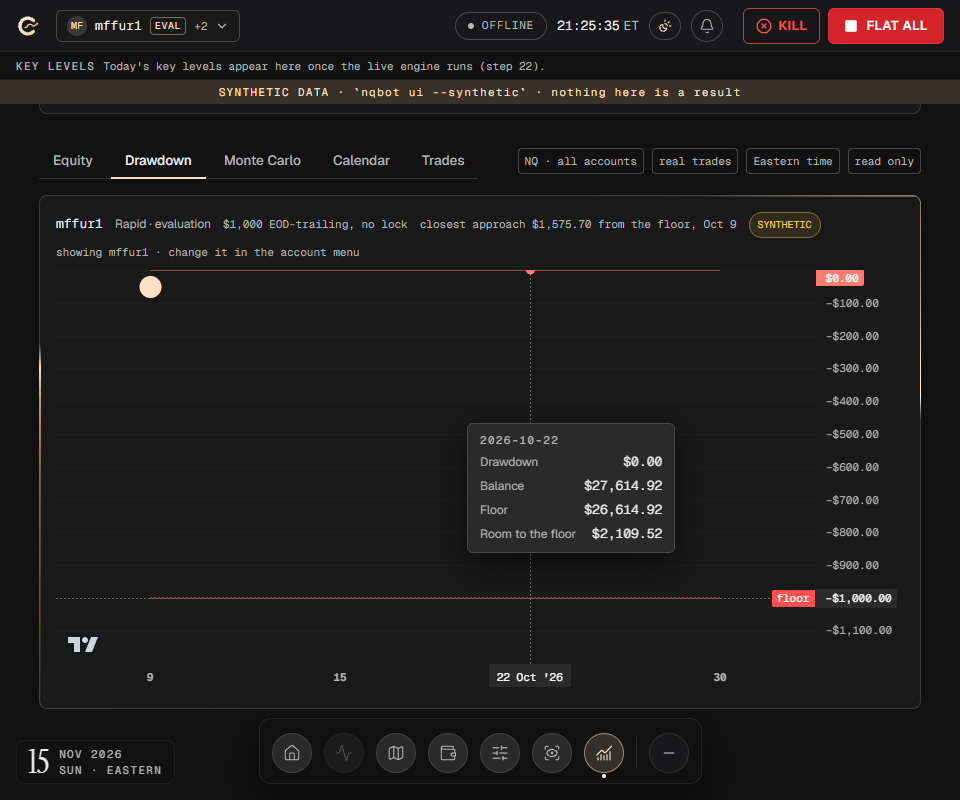 MF mffur1 EVAL +2
OFFLINE
21:25:35 ET
KILL
FLAT ALL
KEY LEVELS Today's key levels appear here once the live engine runs (step 22).
SYNTHETIC DATA · `nqbot ui --synthetic` · nothing here is a result
Equity Drawdown Monte Carlo Calendar Trades
NQ · all accounts real trades Eastern time read only
mffur1 Rapid · evaluation $1,000 EOD-trailing, no lock closest approach $1,575.70 from the floor, Oct 9 SYNTHETIC
showing mffur1 · change it in the account menu
$0.00
−$100.00
−$200.00
−$300.00
−$400.00
−$500.00
−$600.00
−$700.00
−$800.00
−$900.00
floor −$1,000.00
−$1,100.00
2026-10-22
Drawdown $0.00
Balance $27,614.92
Floor $26,614.92
Room to the floor $2,109.52
9 15 22 Oct '26 30
15 NOV 2026
SUN · EASTERN